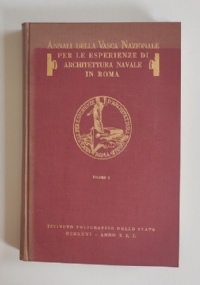 ANNALI DELLA VASCA NAZIONALE
PER LE ESPERIENZE DI
ARCHITETTURA NAVALE
IN ROMA
VOLUME
ISTITUTO POLIGRAFICO DELLO STATO